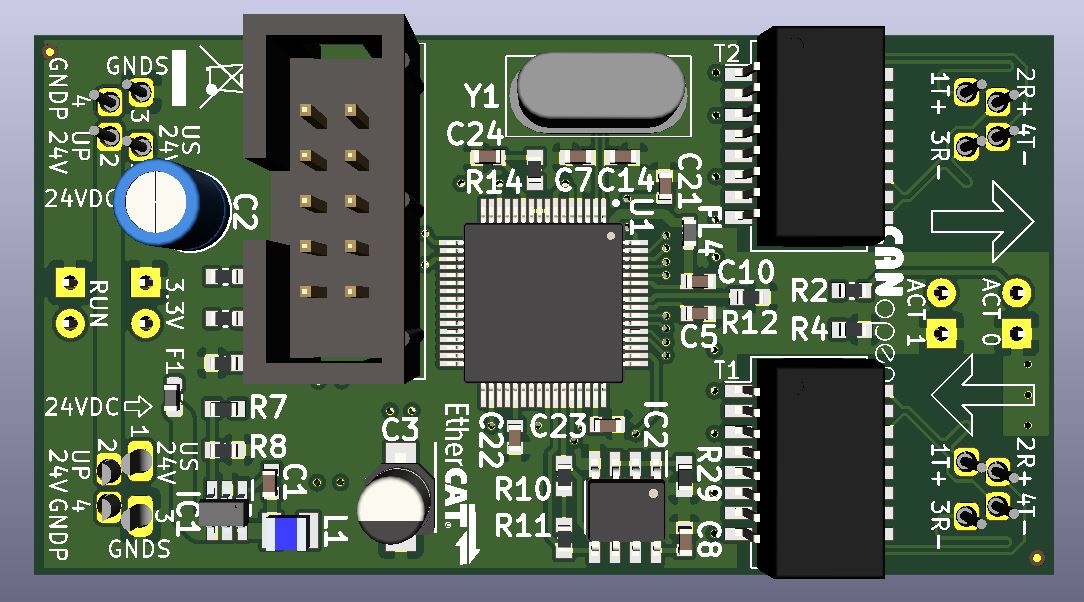 GNDS
GNDP
4
3
UP
24V
2
US
24V
24VDC
C2
RUN
3.3V
F1
24VDC
1
2
US
24V
UP
24V
4
GNDP
3
GNDS
IC1
R7
R8
C1
L1
C3
EtherCAT®
Y1
C24
R14
C7
C14
C21
U1
FL4
C10
R12
C5
C22
C23
IC2
R10
R11
R29
C8
T2
T1
R2
R4
CANopen
ACT 1
ACT 0
1T+
2R+
3R-
4T-
1T+
2R+
3R-
4T-